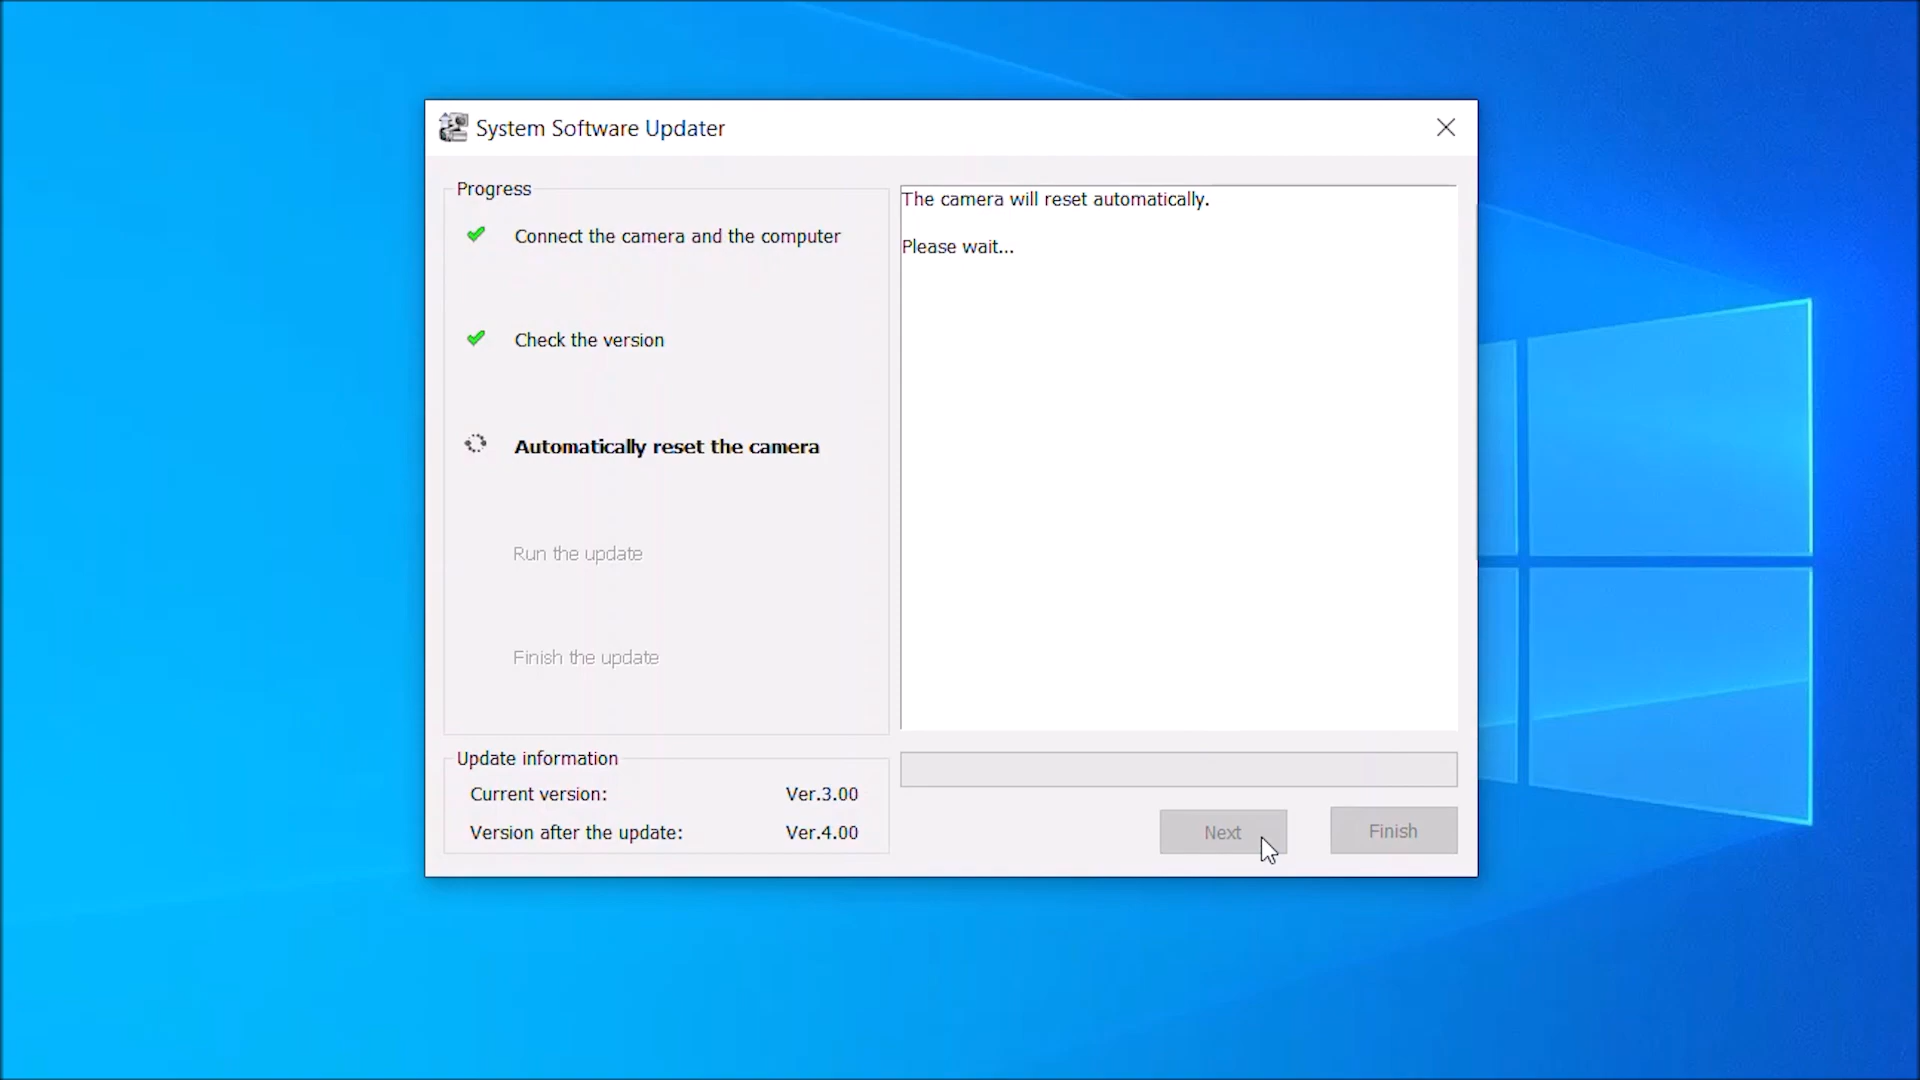 System Software Updater
Progress
Connect the camera and the computer
Check the version
Automatically reset the camera
Run the update
Finish the update
The camera will reset automatically.
Please wait...
Update information
Current version: Ver.3.00
Version after the update: Ver.4.00
Next
Finish